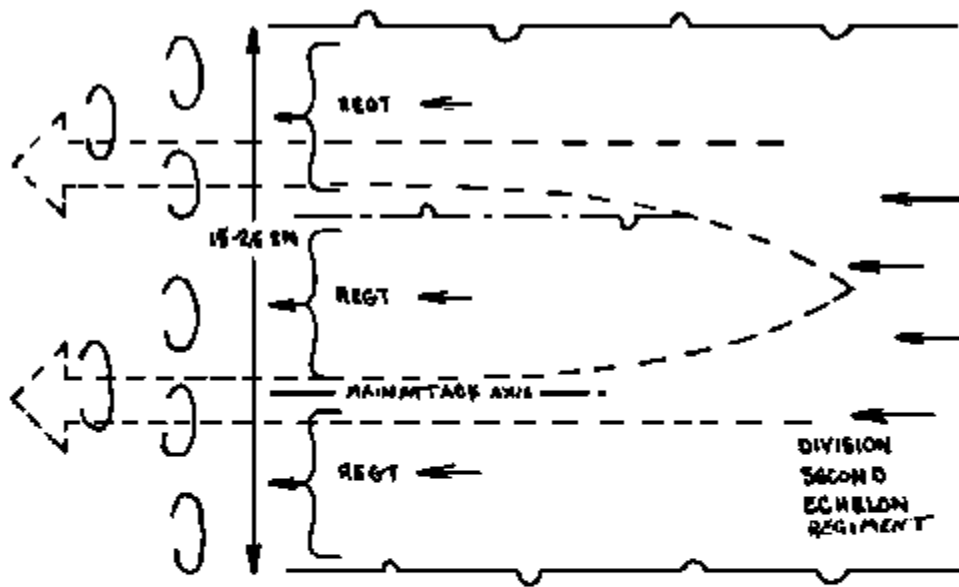 REGT
15-26 KM
REGT
MAIN ATTACK AXIS
REGT
DIVISION
SECOND
ECHELON
REGIMENT